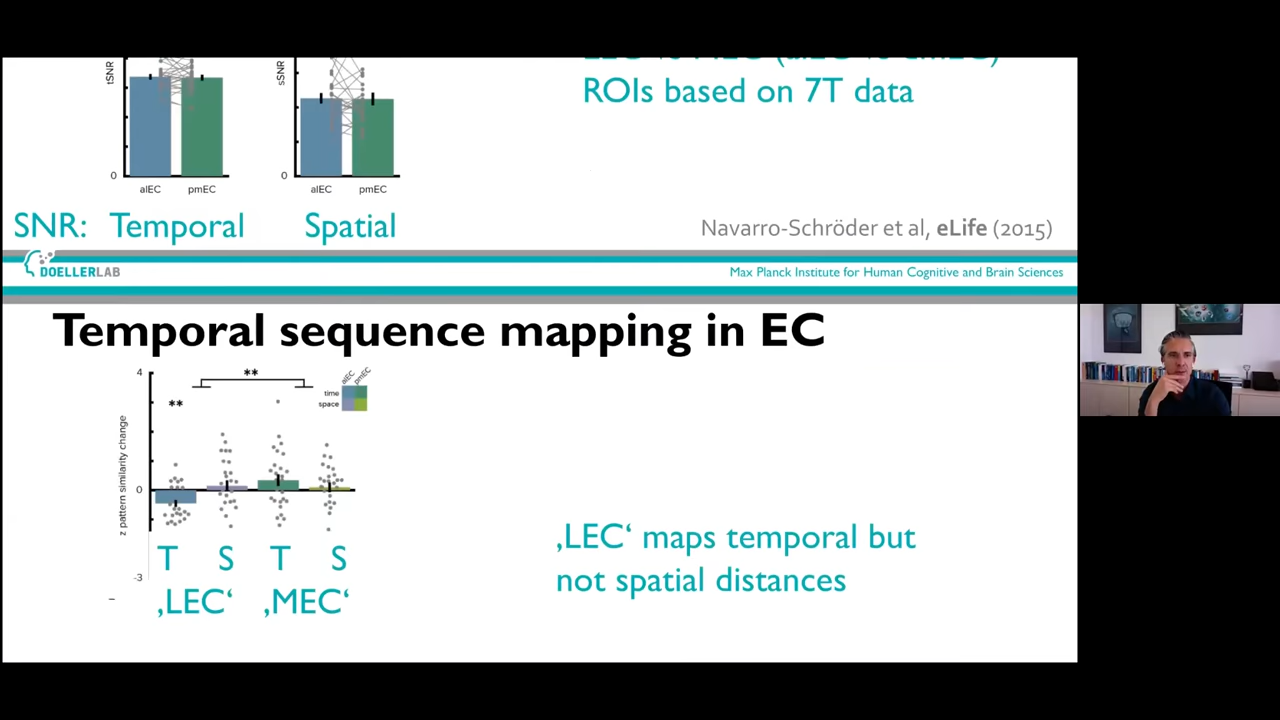 tSNR
sSNR
ROIs based on 7T data
0
0
alEC pmEC
alEC pmEC
SNR: Temporal Spatial
Navarro-Schröder et al, eLife (2015)
DOELLERLAB
Max Planck Institute for Human Cognitive and Brain Sciences
Temporal sequence mapping in EC
4
**
alEC pmEC
time
space
**
z pattern similarity change
0
-3
T S T S
‚LEC‘ ‚MEC‘
‚LEC‘ maps temporal but
not spatial distances